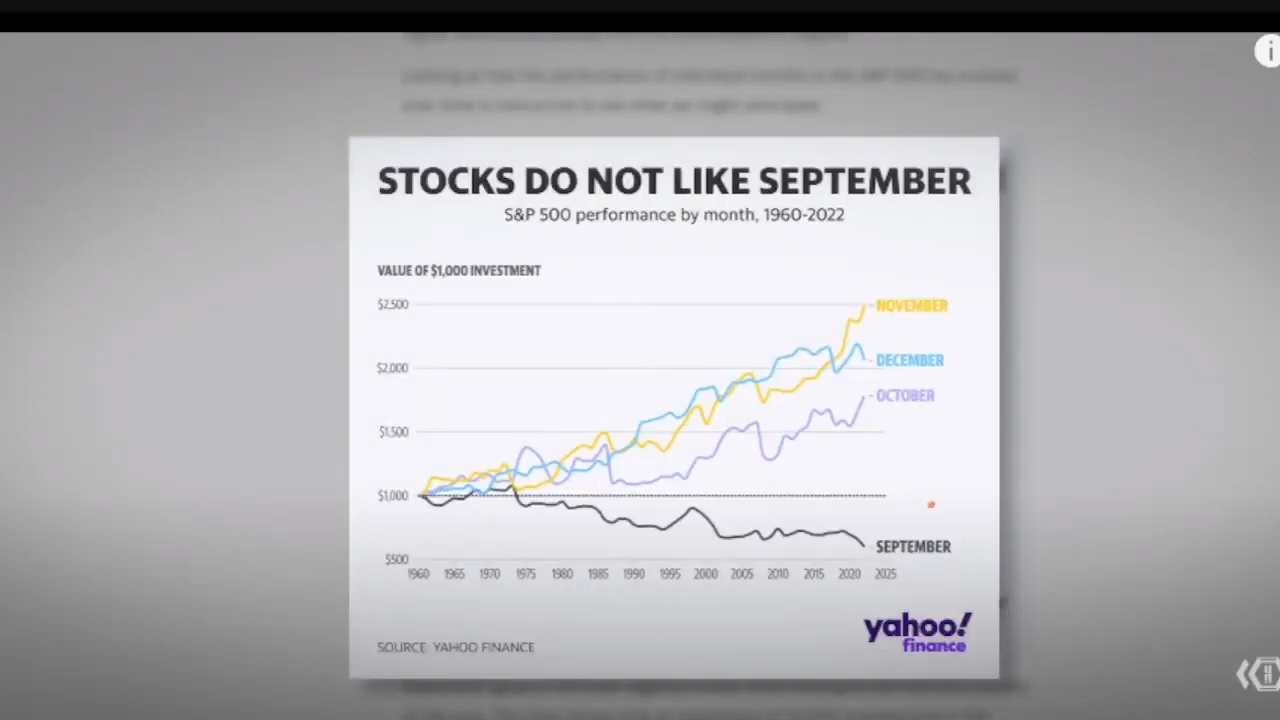 STOCKS DO NOT LIKE SEPTEMBER
S&P 500 performance by month, 1960-2022
VALUE OF $1,000 INVESTMENT
$2,500
NOVEMBER
$2,000
DECEMBER
OCTOBER
$1,500
$1,000
SEPTEMBER
$500
1960 1965 1970 1975 1980 1985 1990 1995 2000 2005 2010 2015 2020 2025
yahoo!
finance
SOURCE: YAHOO FINANCE